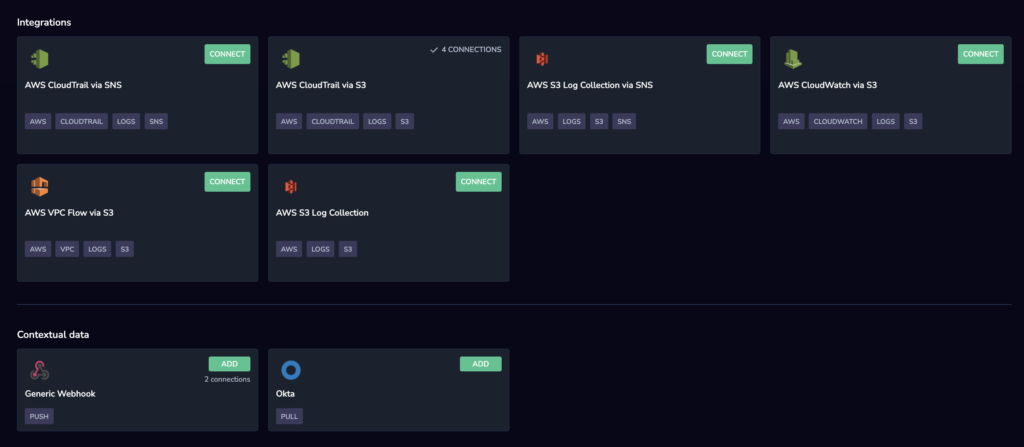 Integrations
CONNECT
AWS CloudTrail via SNS
AWS CLOUDTRAIL LOGS SNS
4 CONNECTIONS
AWS CloudTrail via S3
AWS CLOUDTRAIL LOGS S3
CONNECT
AWS S3 Log Collection via SNS
AWS LOGS S3 SNS
CONNECT
AWS CloudWatch via S3
AWS CLOUDWATCH LOGS S3
CONNECT
AWS VPC Flow via S3
AWS VPC LOGS S3
CONNECT
AWS S3 Log Collection
AWS LOGS S3
Contextual data
ADD
2 connections
Generic Webhook
PUSH
ADD
Okta
PULL